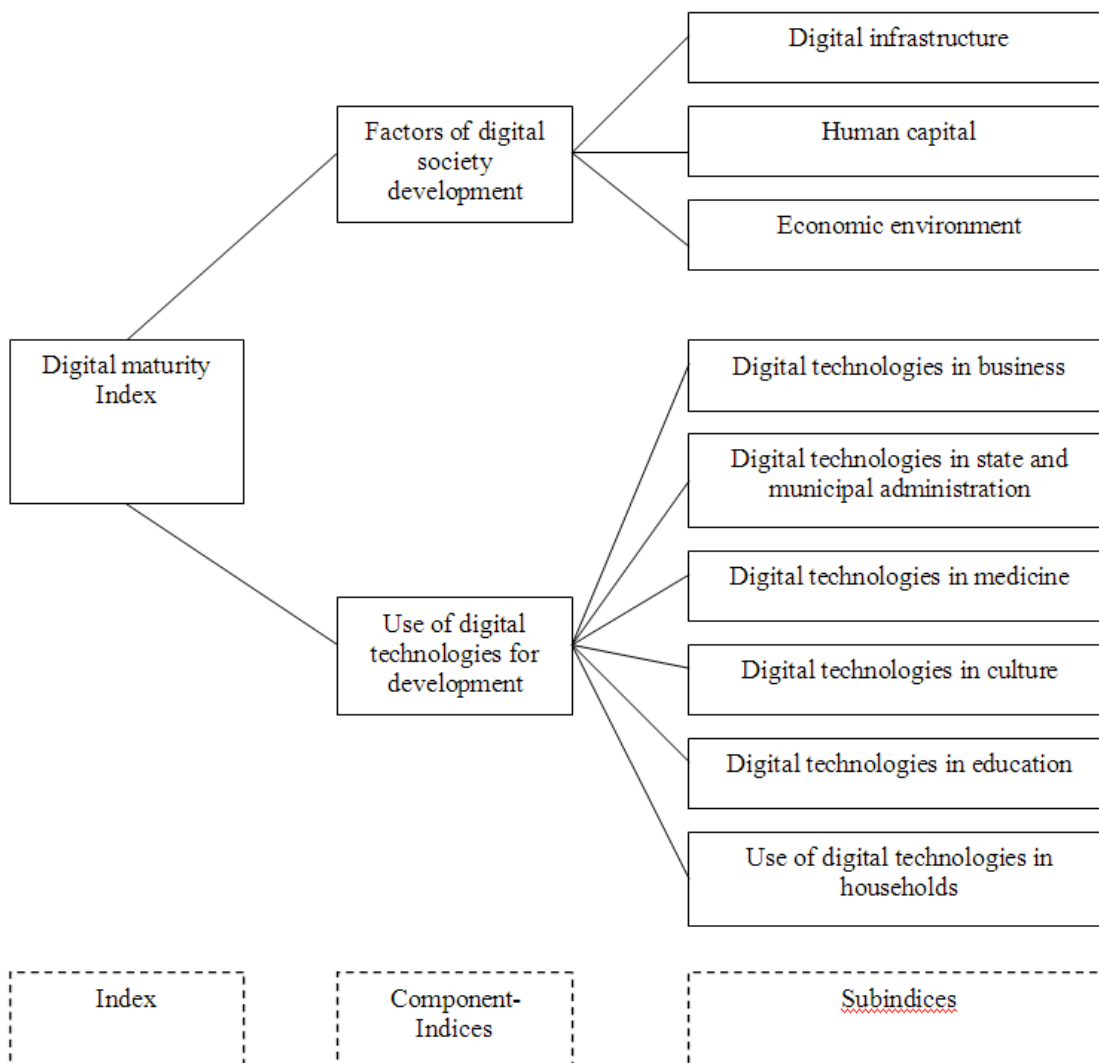 Digital infrastructure
Factors of digital
society
development
Human capital
Economic environment
Digital maturity
Index
Digital technologies in business
Digital technologies in state and
municipal administration
Digital technologies in medicine
Use of digital
technologies for
development
Digital technologies in culture
Digital technologies in education
Use of digital technologies in
households
Index
Component-
Indices
Subindices